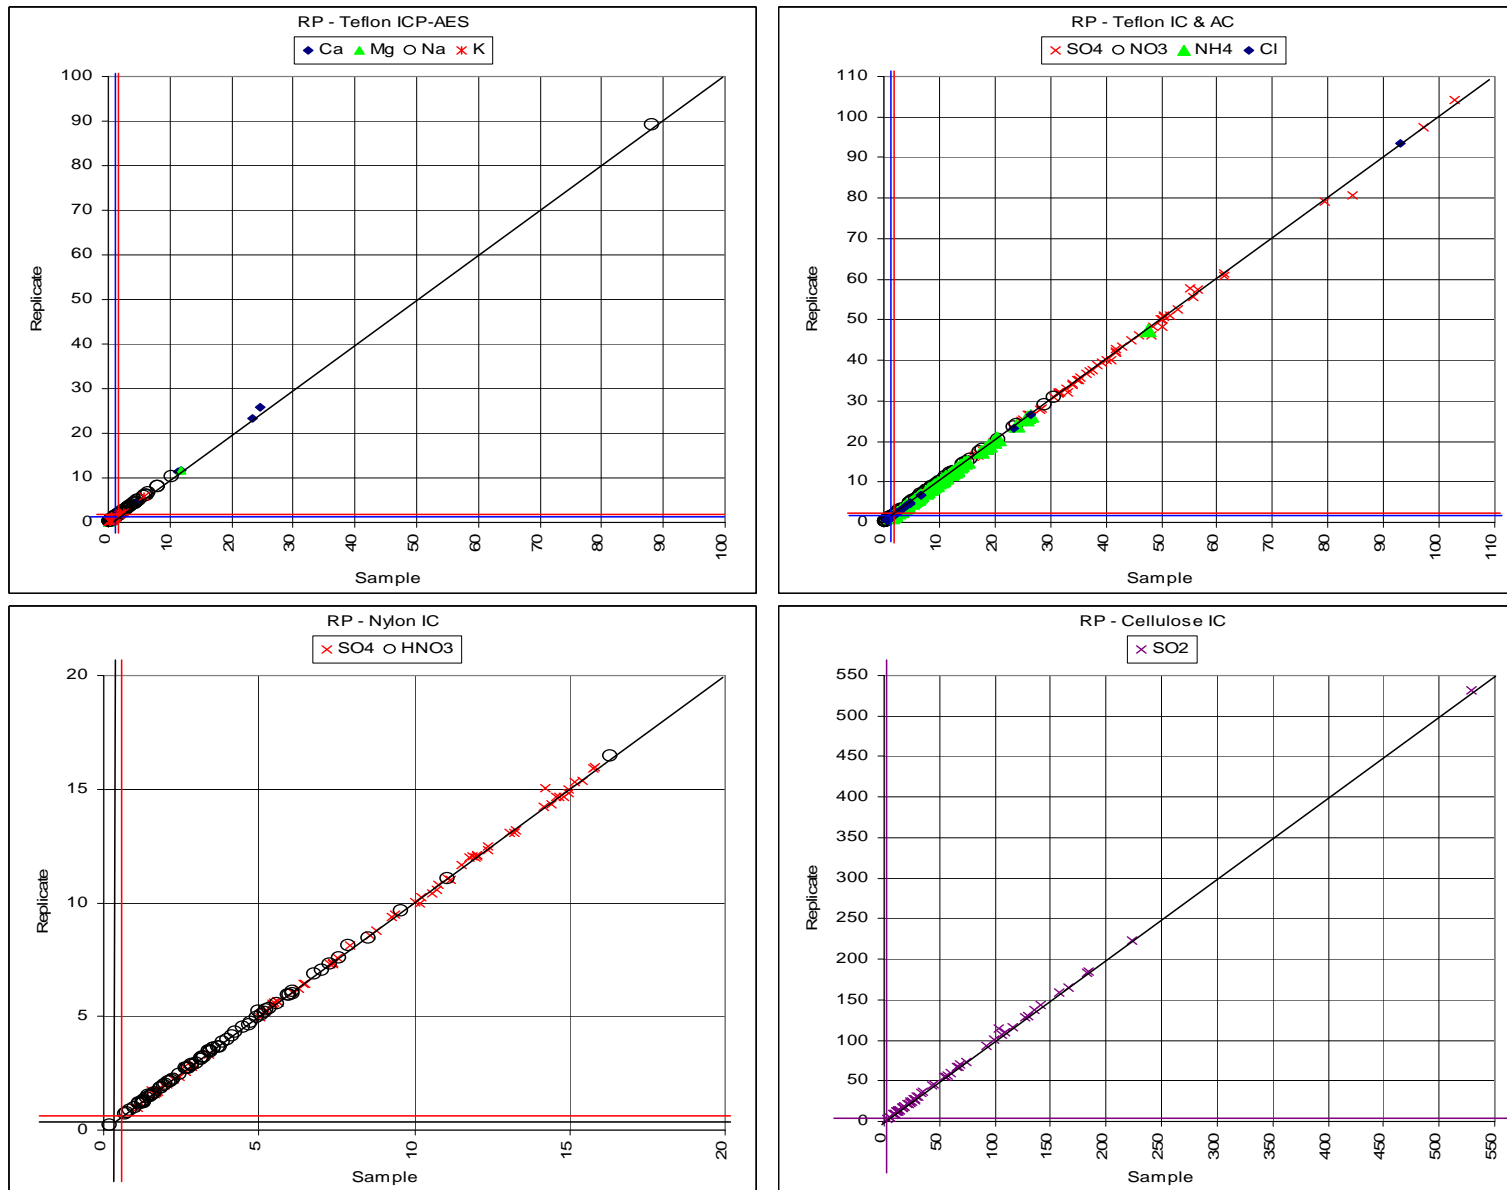 RP - Teflon ICP-AES
Ca Mg Na K
100
90
80
70
60
50
40
30
20
10
0
Replicate
0 10 20 30 40 50 60 70 80 90 100
Sample
RP - Teflon IC & AC
SO4 NO3 NH4 Cl
110
100
90
80
70
60
50
40
30
20
10
0
Replicate
0 10 20 30 40 50 60 70 80 90 100 110
Sample
RP - Nylon IC
SO4 HNO3
20
15
10
5
0
Replicate
0 5 10 15 20
Sample
RP - Cellulose IC
SO2
550
500
450
400
350
300
250
200
150
100
50
0
Replicate
0 50 100 150 200 250 300 350 400 450 500 550
Sample